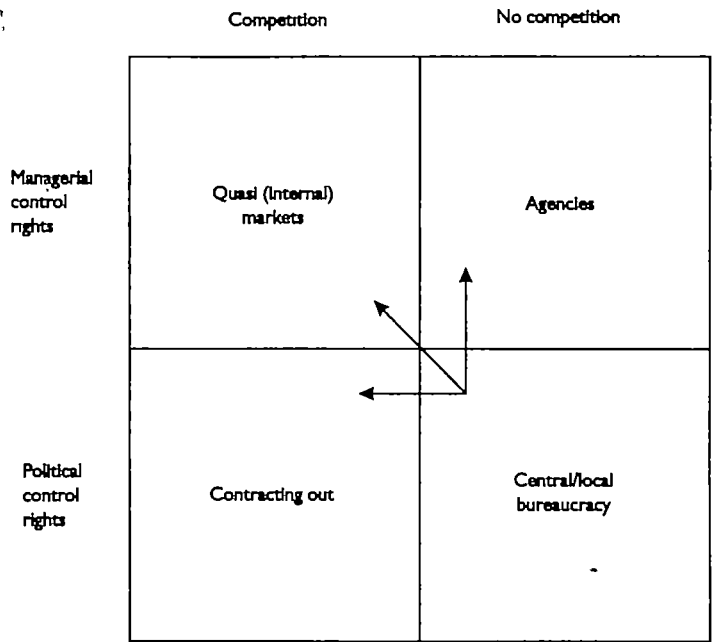 Competition
No competition
Managerial
control
rights
Quasi (Internal)
markets
Agencies
Political
control
rights
Contracting out
Central/local
bureaucracy